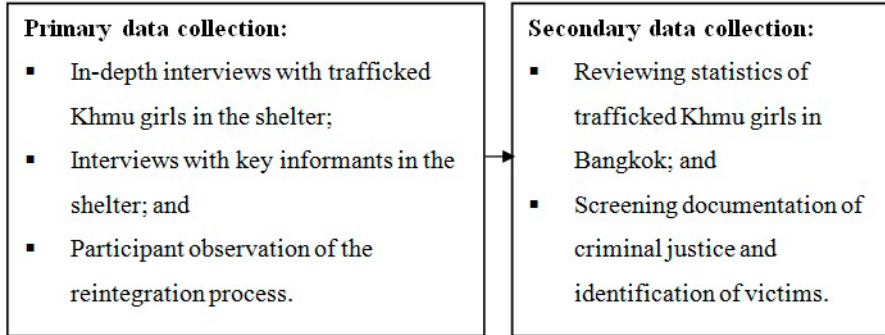 Primary data collection:
▪ In-depth interviews with trafficked
Khmu girls in the shelter;
▪ Interviews with key informants in the
shelter; and
▪ Participant observation of the
reintegration process.
Secondary data collection:
▪ Reviewing statistics of
trafficked Khmu girls in
Bangkok; and
▪ Screening documentation of
criminal justice and
identification of victims.